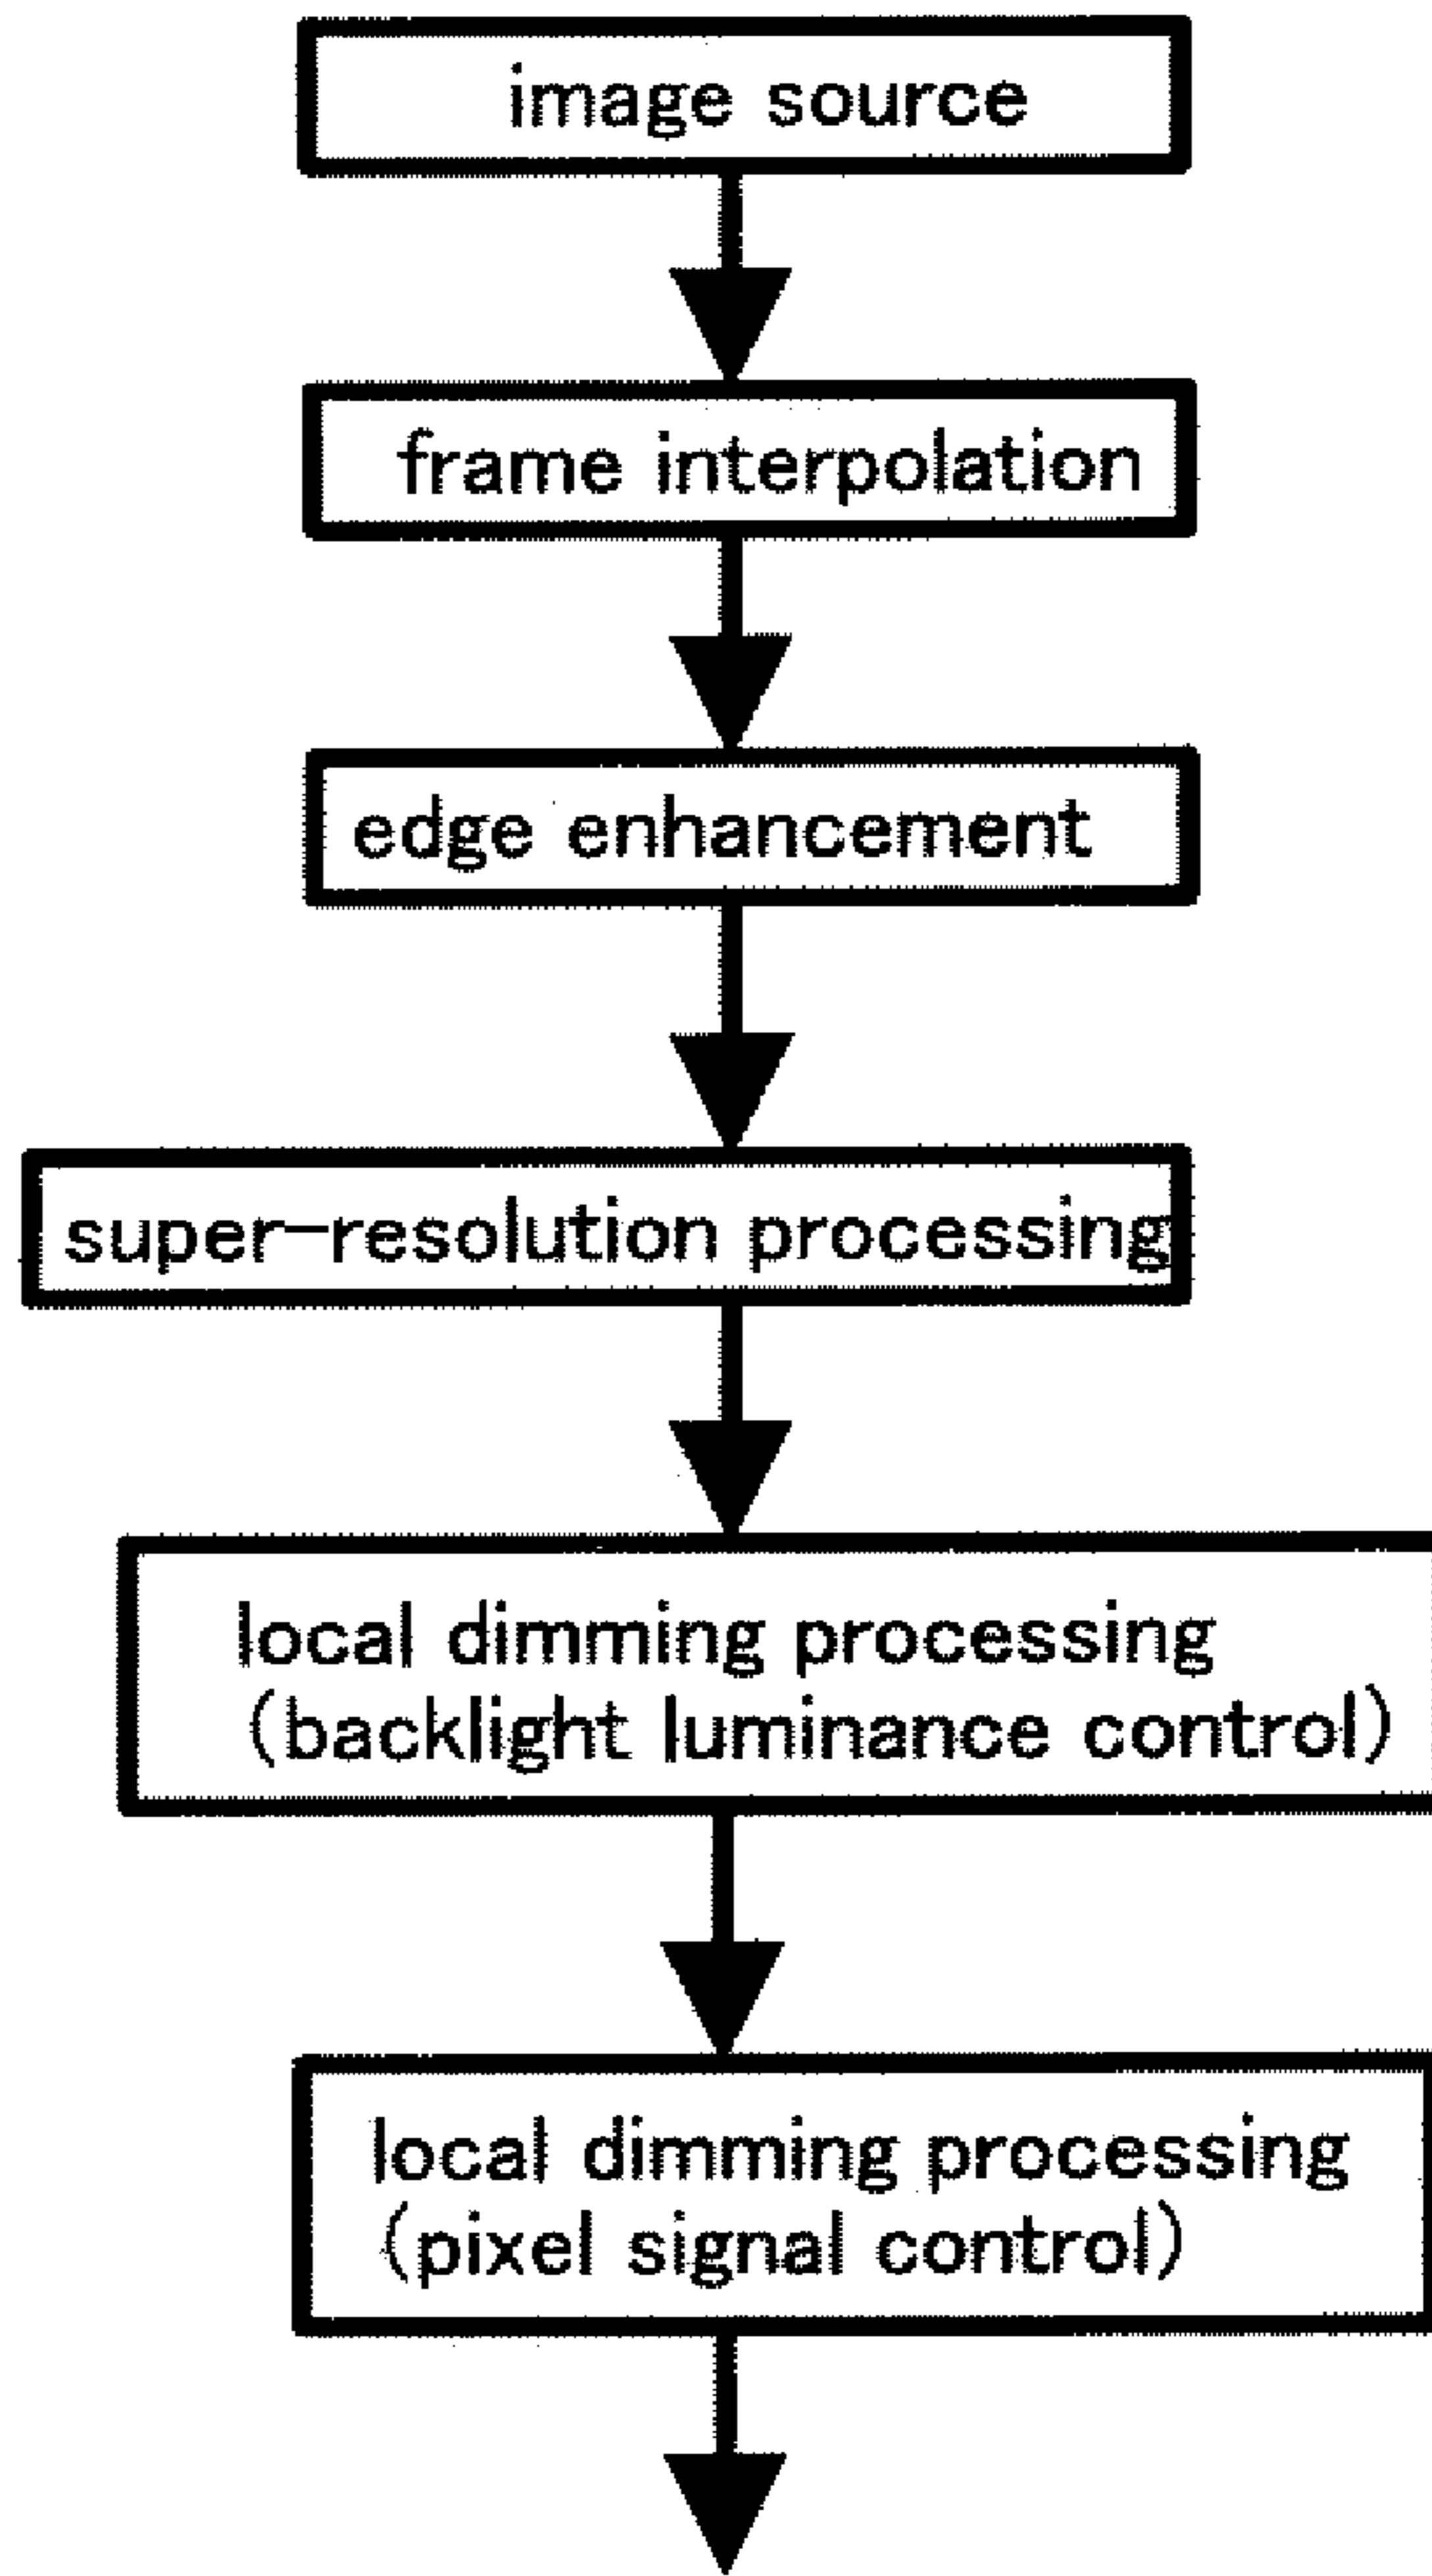 image source
frame interpolation
edge enhancement
super-resolution processing
local dimming processing
(backlight luminance control)
local dimming processing
(pixel signal control)